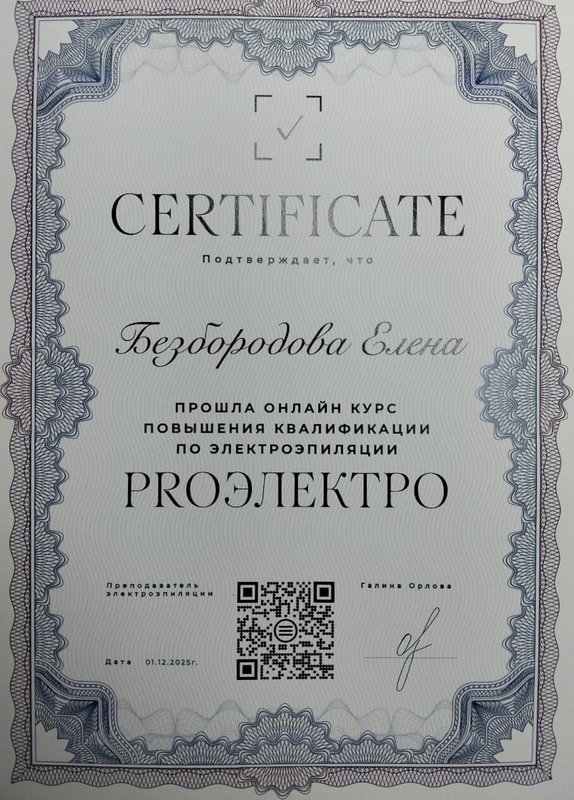 CERTIFICATE
Подтверждает, что
Безбородова Елена
ПРОШЛА ОНЛАЙН КУРС
ПОВЫШЕНИЯ КВАЛИФИКАЦИИ
ПО ЭЛЕКТРОЭПИЛЯЦИИ
PROЭЛЕКТРО
Преподаватель
электроэпиляции
Галина Орлова
Дата 01.12.2025г.